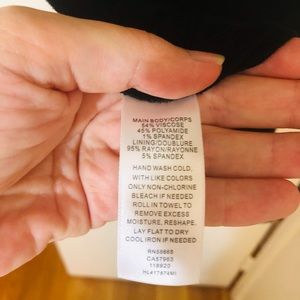 MAIN BODY/CORPS
54% VISCOSE
45% POLYAMIDE
1% SPANDEX
LINING/DOUBLURE
95% RAYON/RAYONNE
5% SPANDEX
HAND WASH COLD,
WITH LIKE COLORS
ONLY NON-CHLORINE
BLEACH IF NEEDED
ROLL IN TOWEL TO
REMOVE EXCESS
MOISTURE, RESHAPE,
LAY FLAT TO DRY
COOL IRON IF NEEDED
CA57963
118920